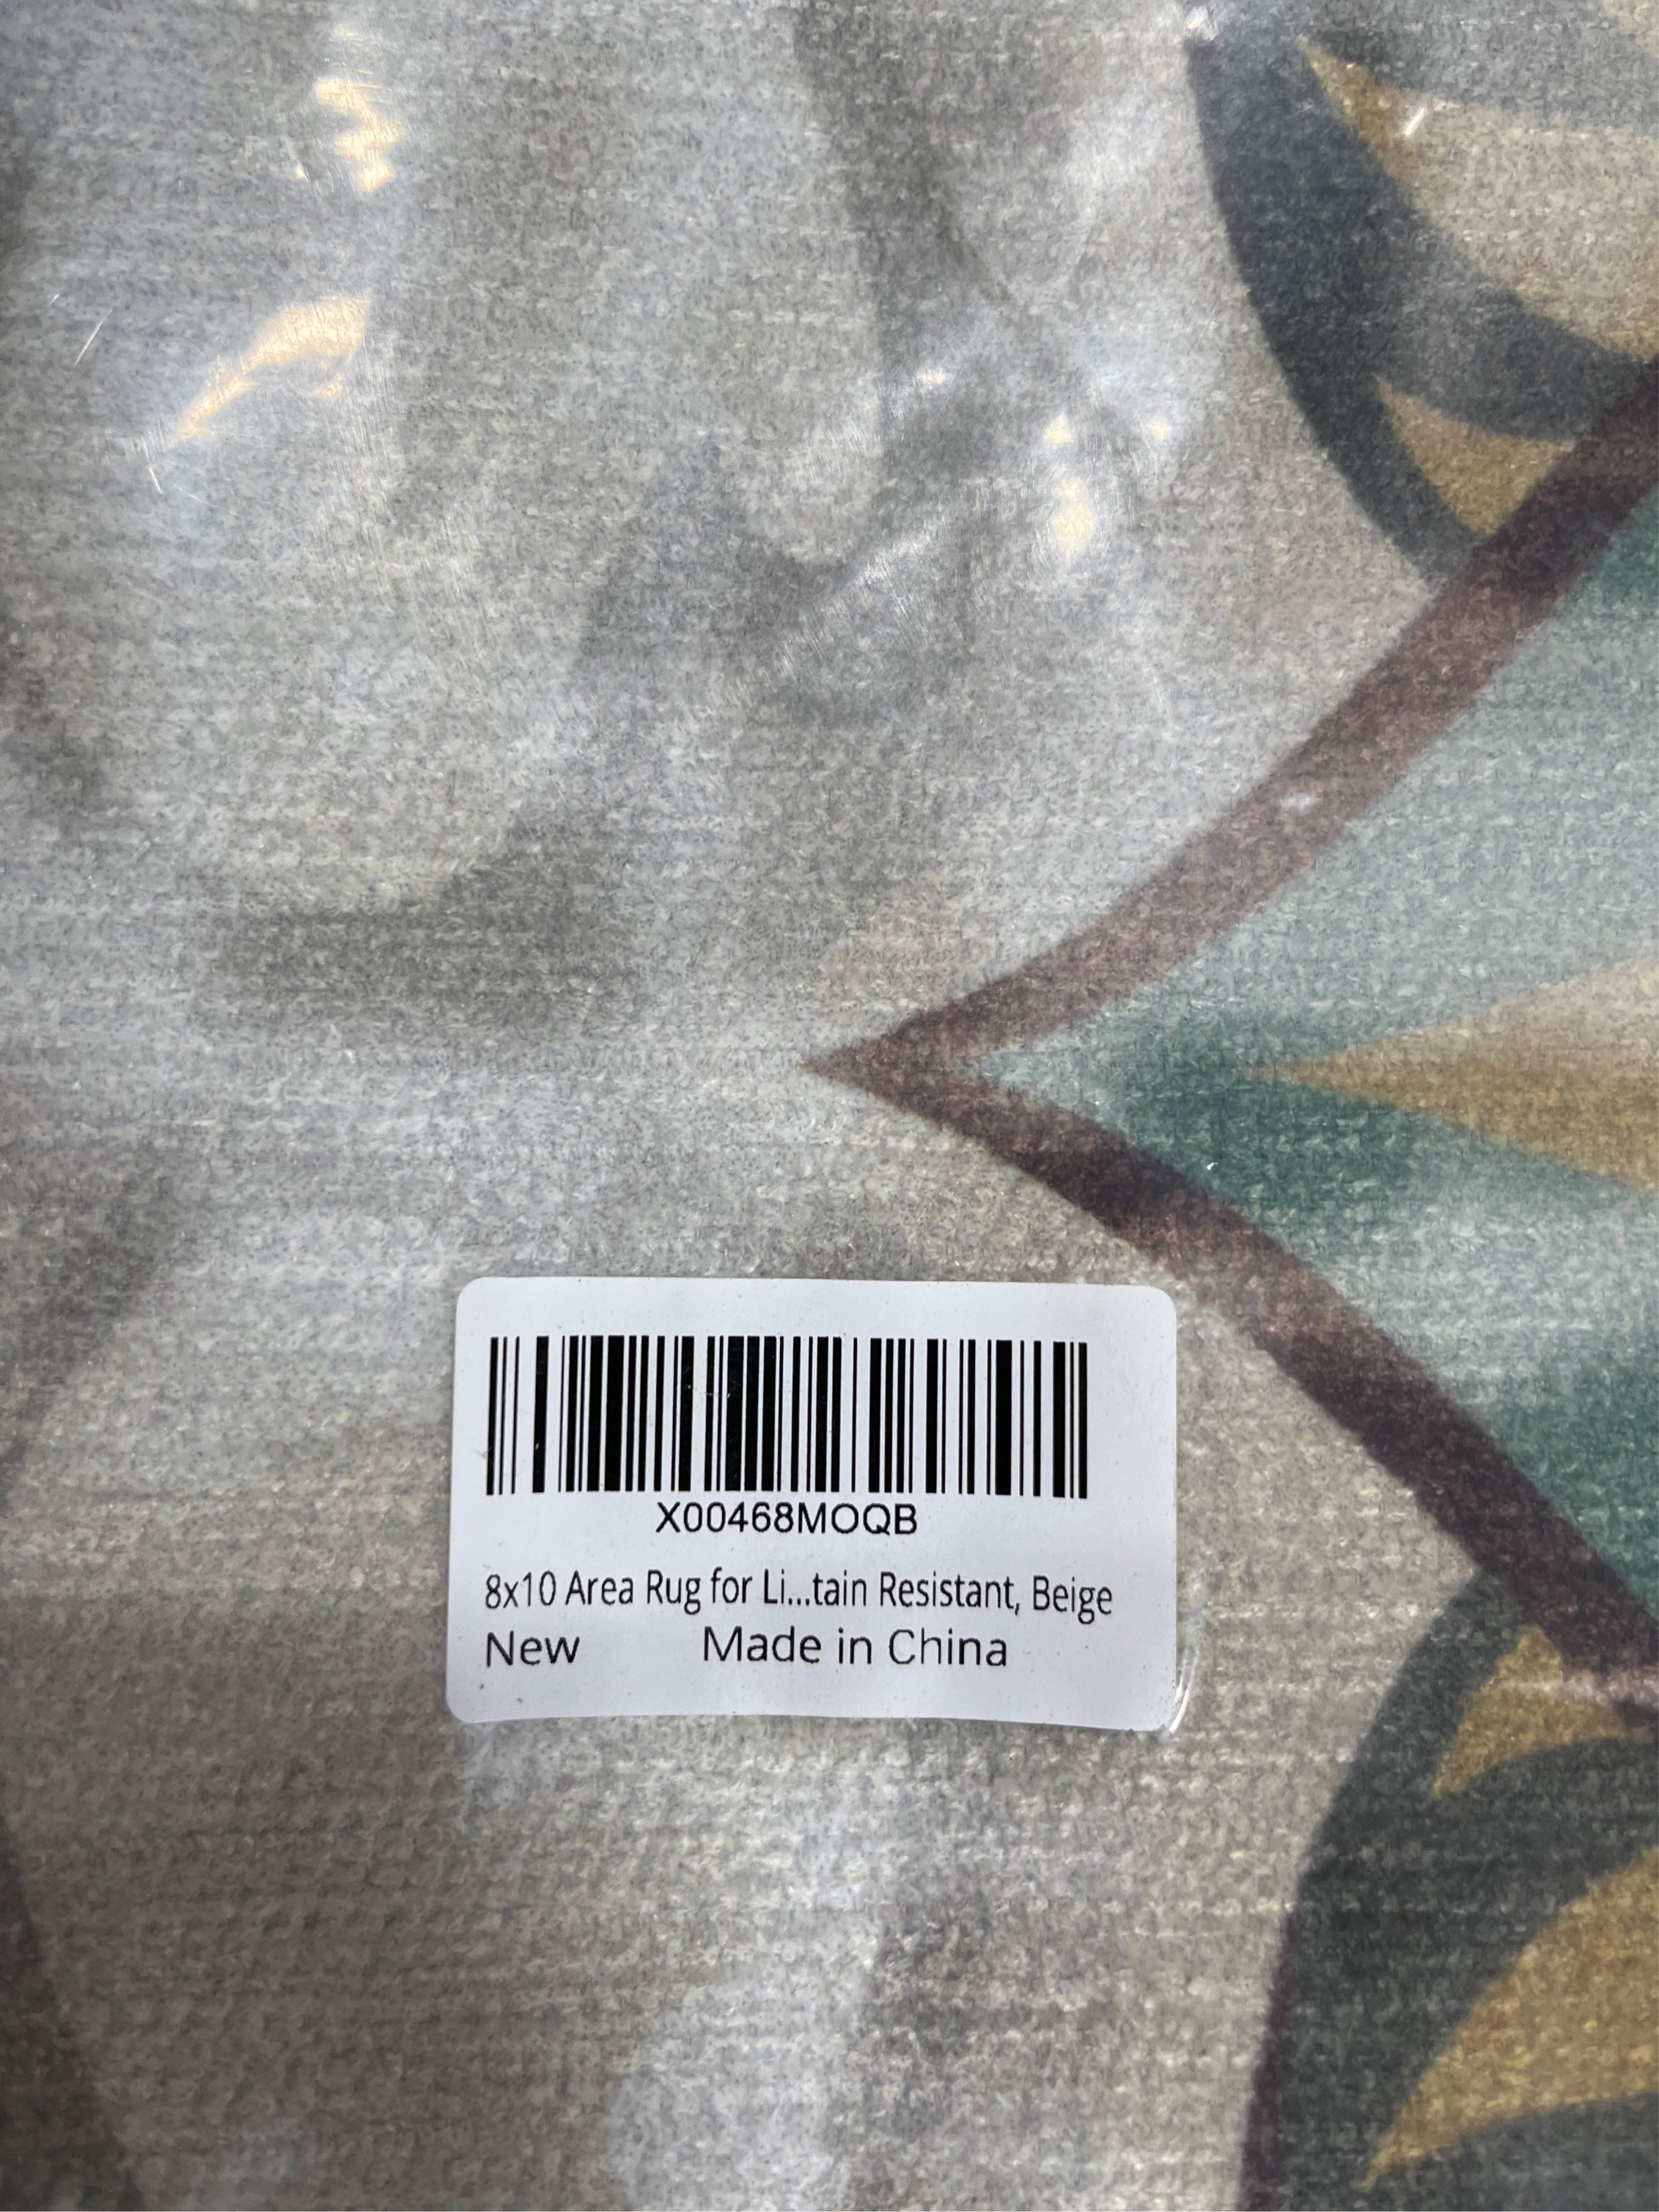 X00468MOQB
8x10 Area Rug for Li...tain Resistant, Beige
New Made in China